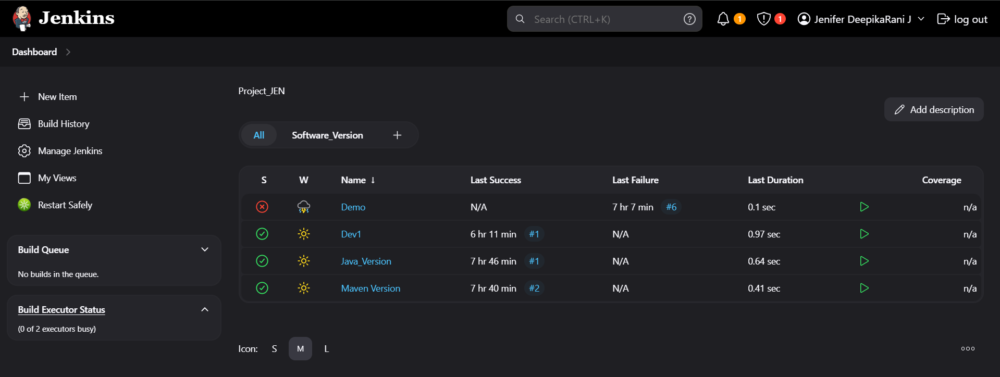 Jenkins
Search (CTRL+K)
1
1
Jenifer DeepikaRani J
log out
Dashboard
New Item
Build History
Manage Jenkins
My Views
Restart Safely
Build Queue
No builds in the queue.
Build Executor Status
(0 of 2 executors busy)
Project_JEN
Add description
All Software_Version +
S W Name ↓ Last Success Last Failure Last Duration Coverage
Demo N/A 7 hr 7 min #6 0.1 sec n/a
Dev1 6 hr 11 min #1 N/A 0.97 sec n/a
Java_Version 7 hr 46 min #1 N/A 0.64 sec n/a
Maven Version 7 hr 40 min #2 N/A 0.41 sec n/a
Icon: S M L